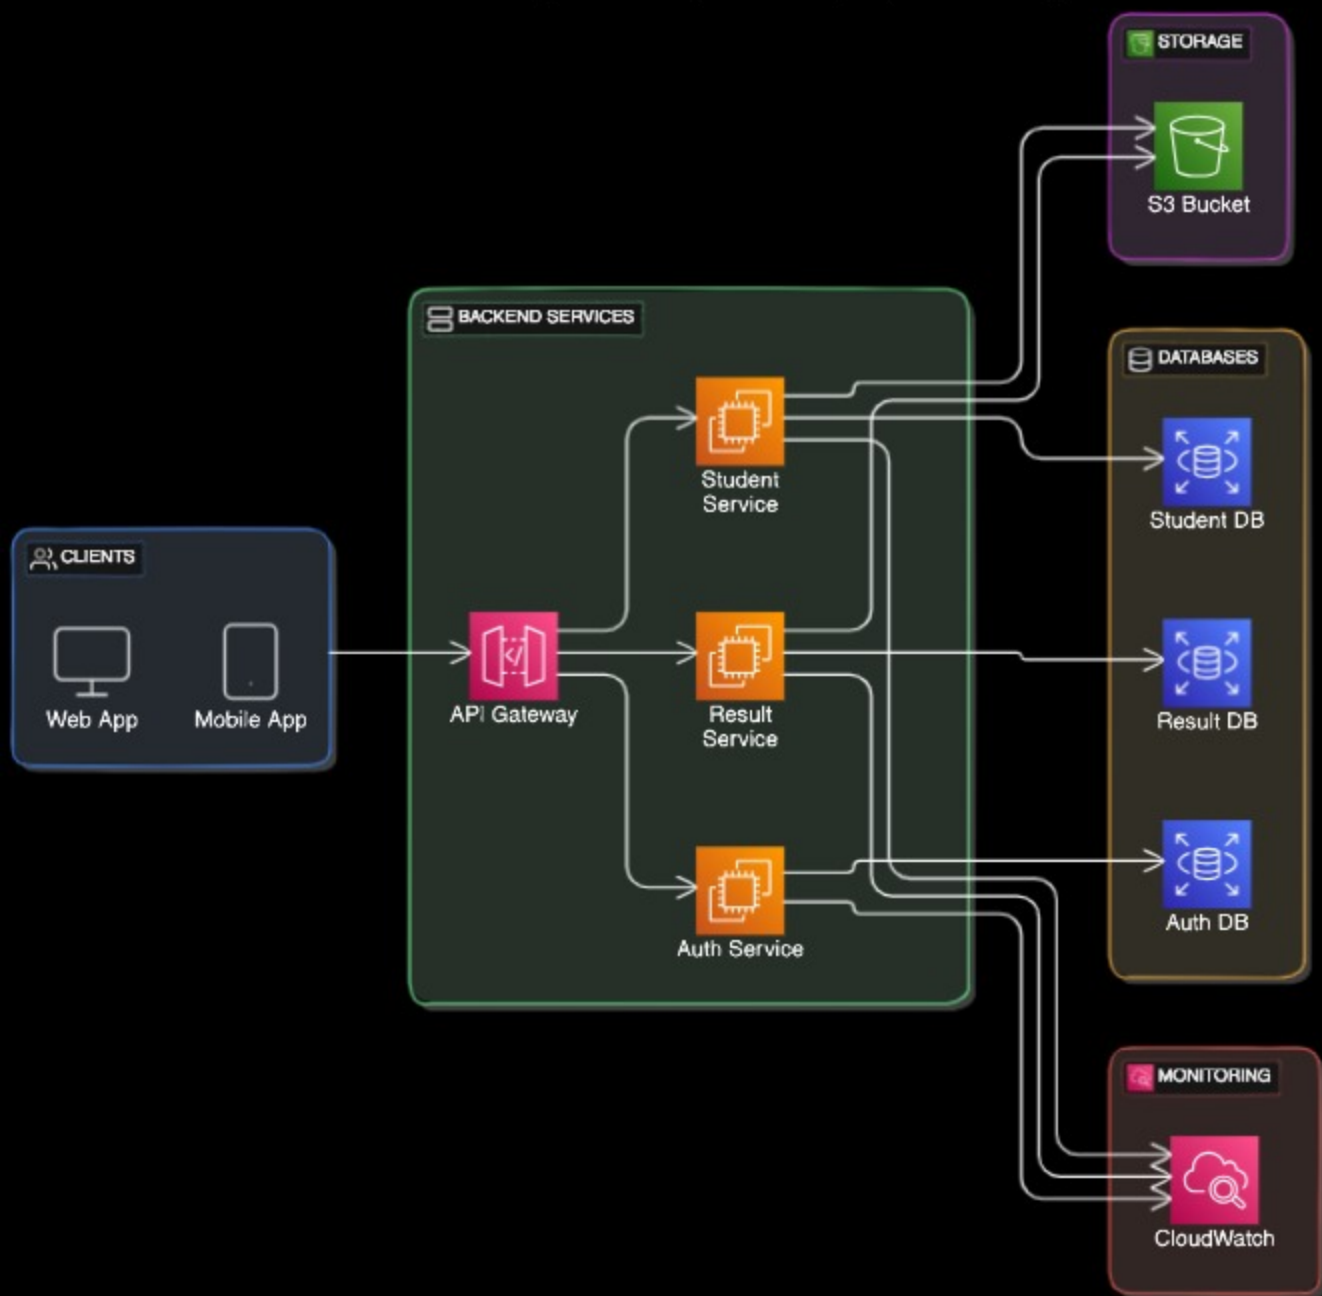 STORAGE
S3 Bucket
BACKEND SERVICES
DATABASES
Student
Service
Student DB
CLIENTS
Web App
Mobile App
API Gateway
Result
Service
Result DB
Auth Service
Auth DB
MONITORING
CloudWatch